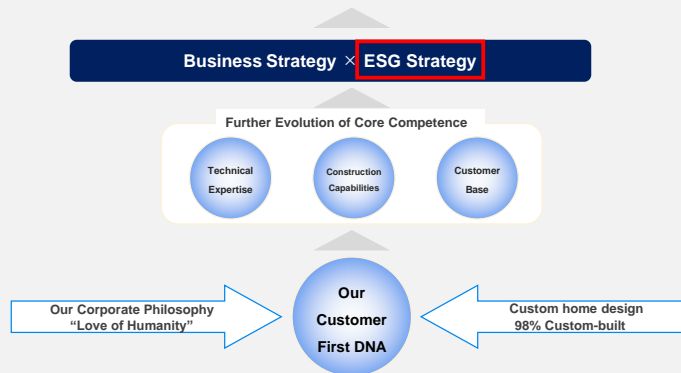 Business Strategy × ESG Strategy
Further Evolution of Core Competence
Technical
Expertise
Construction
Capabilities
Customer
Base
Our Corporate Philosophy
“Love of Humanity”
Our
Customer
First DNA
Custom home design
98% Custom-built